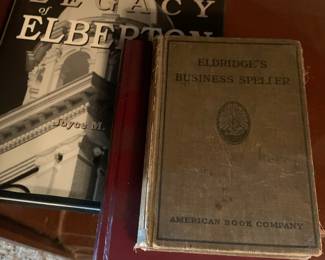 LEGACY
of
ELBERTON
Joyce M.
ELDRIDGE'S
BUSINESS SPELLER
AMERICAN BOOK COMPANY